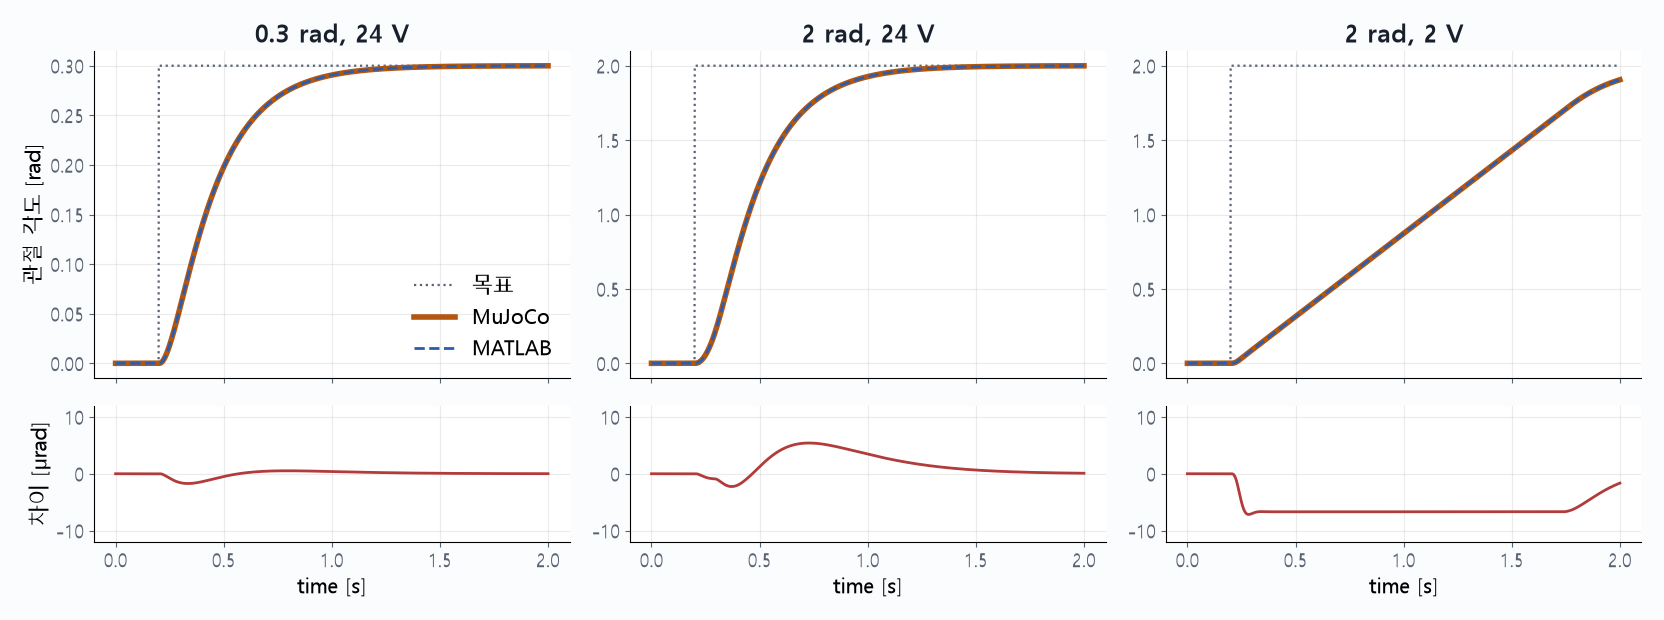 0.3 rad, 24 V
2 rad, 24 V
2 rad, 2 V
관절 각도 [rad]
0.30
0.25
0.20
0.15
0.10
0.05
0.00
목표
MuJoCo
MATLAB
2.0
1.5
1.0
0.5
0.0
2.0
1.5
1.0
0.5
0.0
차이 [μrad]
10
0
-10
10
0
-10
10
0
-10
0.0 0.5 1.0 1.5 2.0
0.0 0.5 1.0 1.5 2.0
0.0 0.5 1.0 1.5 2.0
time [s]
time [s]
time [s]